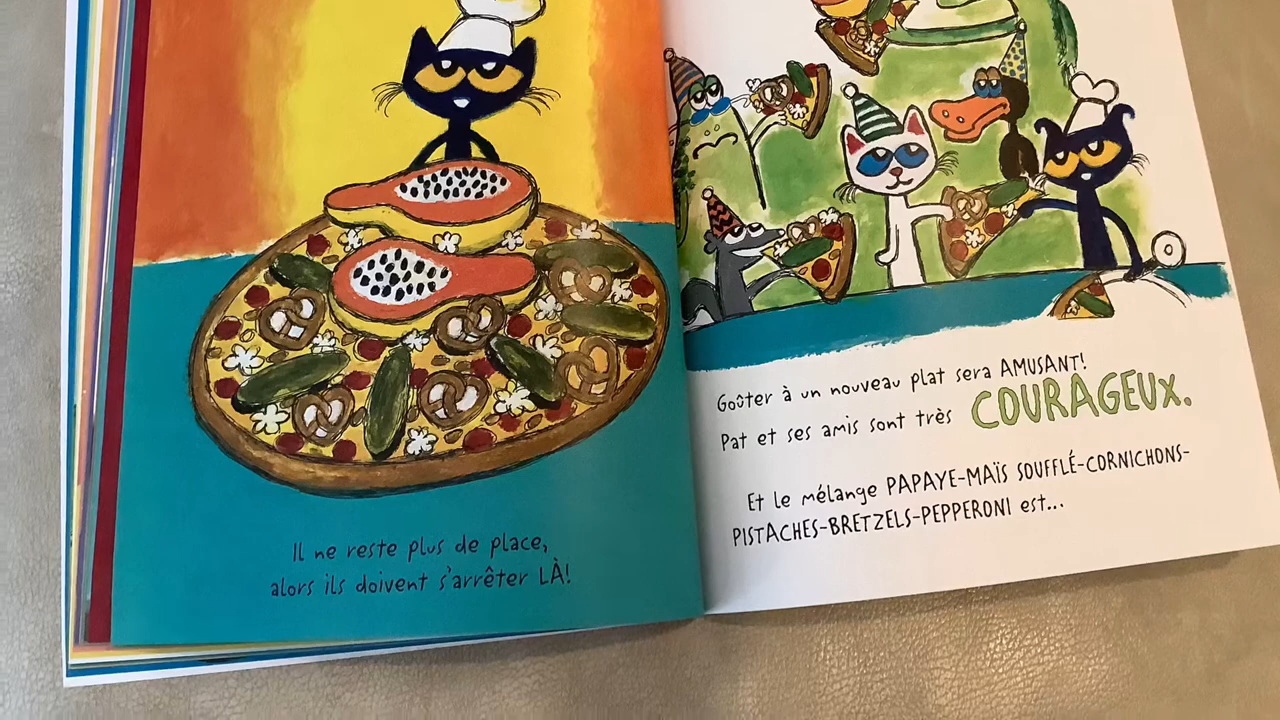 Il ne reste plus de place,
alors ils doivent s'arrêter LÀ!
Goûter à un nouveau plat sera AMUSANT!
Pat et ses amis sont très COURAGEUX.
Et le mélange PAPAYE-MAÏS SOUFFLÉ-CORNICHONS-
PISTACHES-BRETZELS-PEPPERONI est...